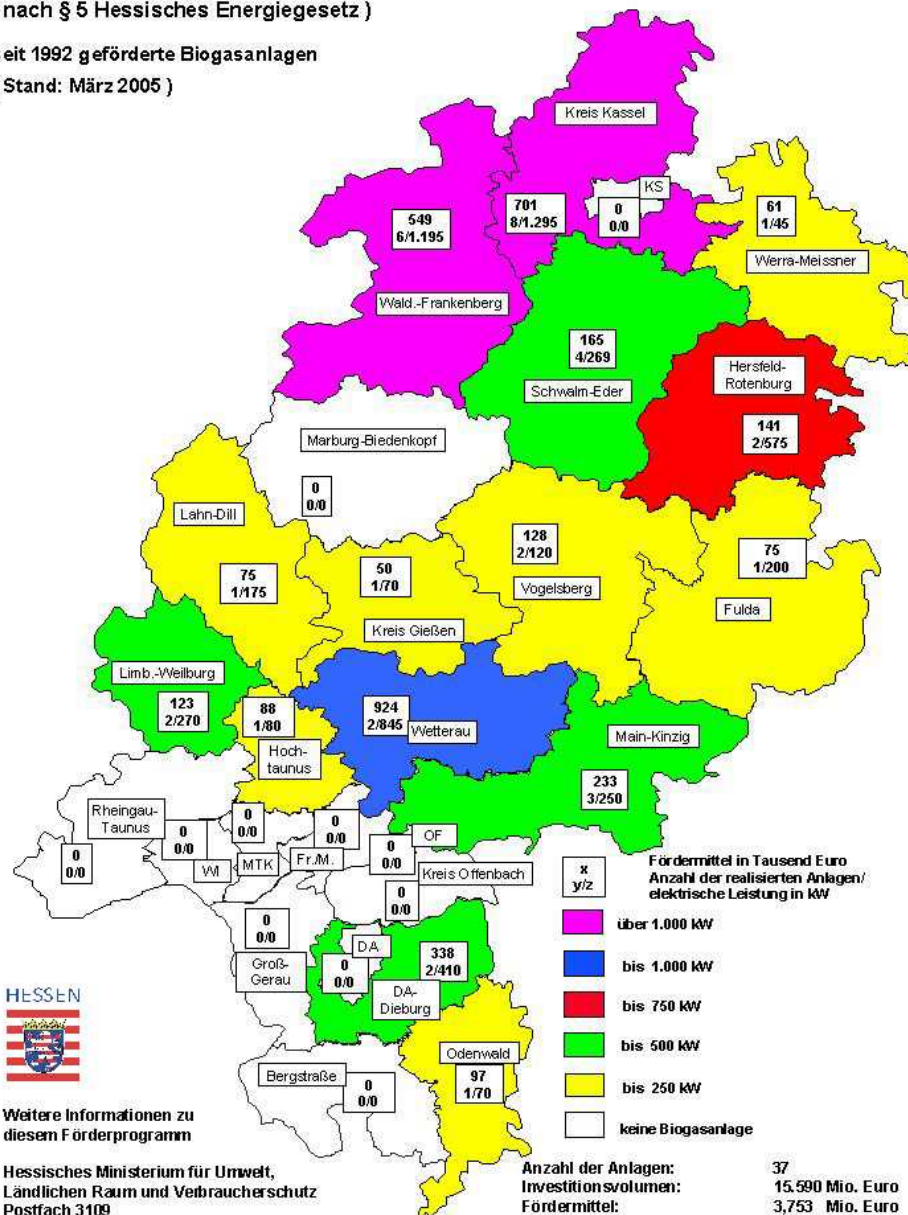 nach § 5 Hessisches Energiegesetz )
eit 1992 geförderte Biogasanlagen
Stand: März 2005 )
Kreis Kassel
KS
549
6/1.195
701
8/1.295
0
0/0
61
1/45
Werra-Meissner
Wald.-Frankenberg
165
4/269
Schwalm-Eder
Hersfeld-
Rotenburg
141
2/575
Marburg-Biedenkopf
0
0/0
Lahn-Dill
75
1/175
50
1/70
Kreis Gießen
128
2/120
Vogelsberg
75
1/200
Fulda
Limb.-Weilburg
123
2/270
88
1/80
Hoch-
taunus
924
2/845
Wetterau
Main-Kinzig
233
3/250
Rheingau-
Taunus
0
0/0
0
0/0
WI
0
0/0
MTK
0
0/0
Fr./M.
0
0/0
OF
Kreis Offenbach
0
0/0
0
0/0
Groß-
Gerau
DA
0
0/0
338
2/410
DA-
Dieburg
Odenwald
97
1/70
Bergstraße
0
0/0
x
y/z
Fördermittel in Tausend Euro
Anzahl der realisierten Anlagen/
elektrische Leistung in kW
über 1.000 kW
bis 1.000 kW
bis 750 kW
bis 500 kW
bis 250 kW
keine Biogasanlage
HESSEN
Weitere Informationen zu
diesem Förderprogramm
Hessisches Ministerium für Umwelt,
Ländlichen Raum und Verbraucherschutz
Postfach 3109
Anzahl der Anlagen: 37
Investitionsvolumen: 15.590 Mio. Euro
Fördermittel: 3,753 Mio. Euro